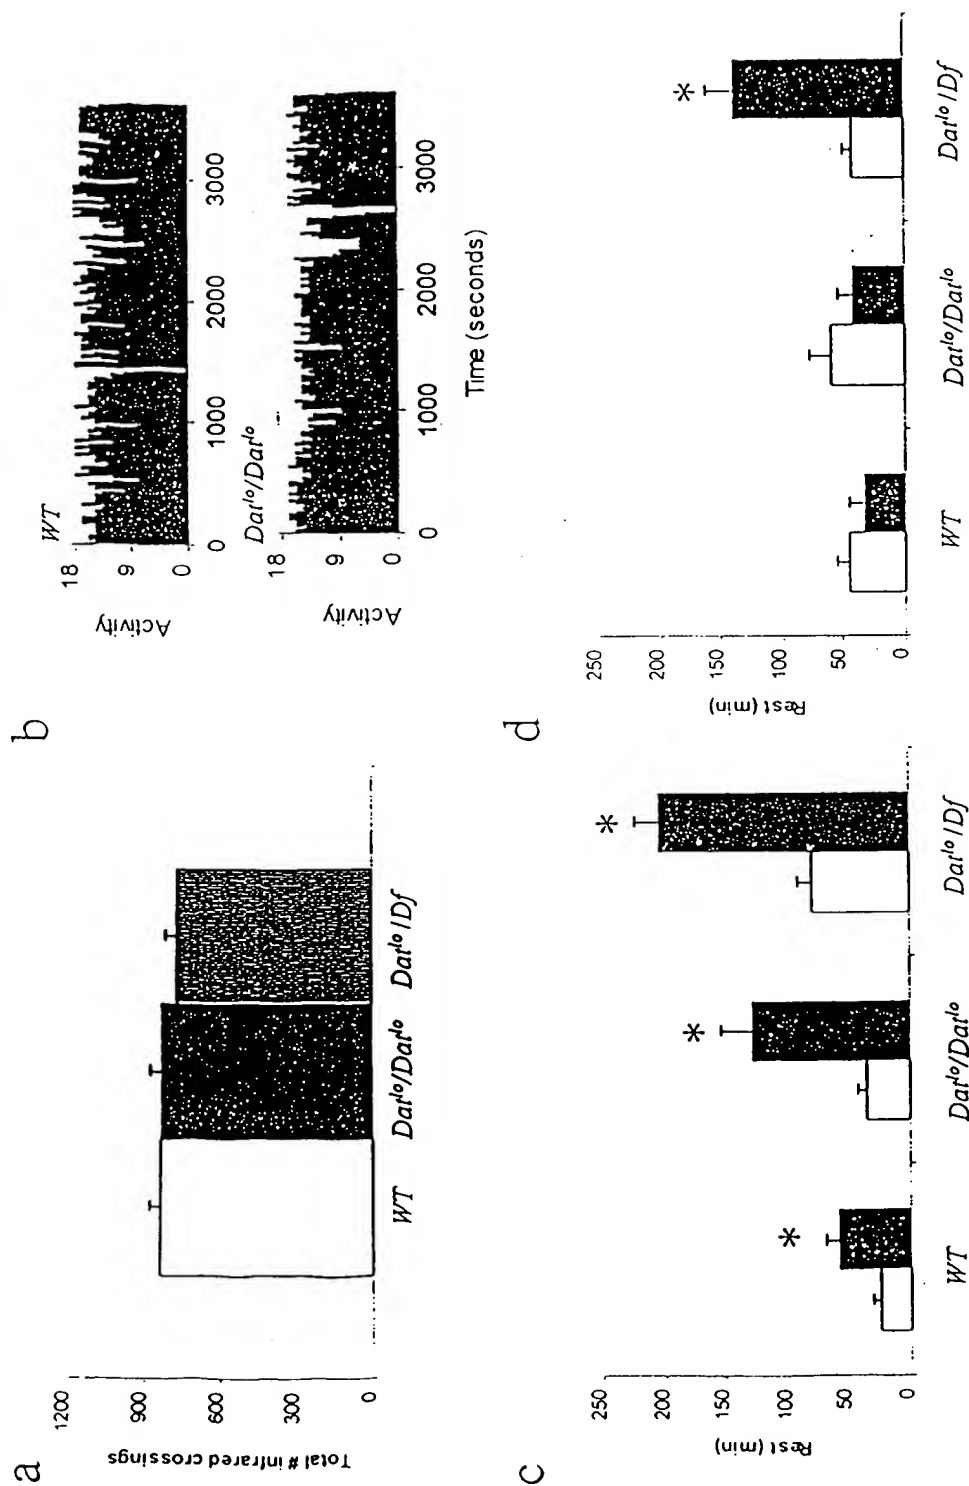 a
Total # infrared crossings
1200
900
600
300
0
WT
Dat^lo/Dat^lo
Dat^lo/Df
b
WT
Activity
18
9
0
0
1000
2000
3000
Dat^lo/Dat^lo
Activity
18
9
0
0
1000
2000
3000
Time (seconds)
c
Rest (min)
250
200
150
100
50
0
*
*
*
WT
Dat^lo/Dat^lo
Dat^lo/Df
d
Rest (min)
250
200
150
100
50
0
*
WT
Dat^lo/Dat^lo
Dat^lo/Df